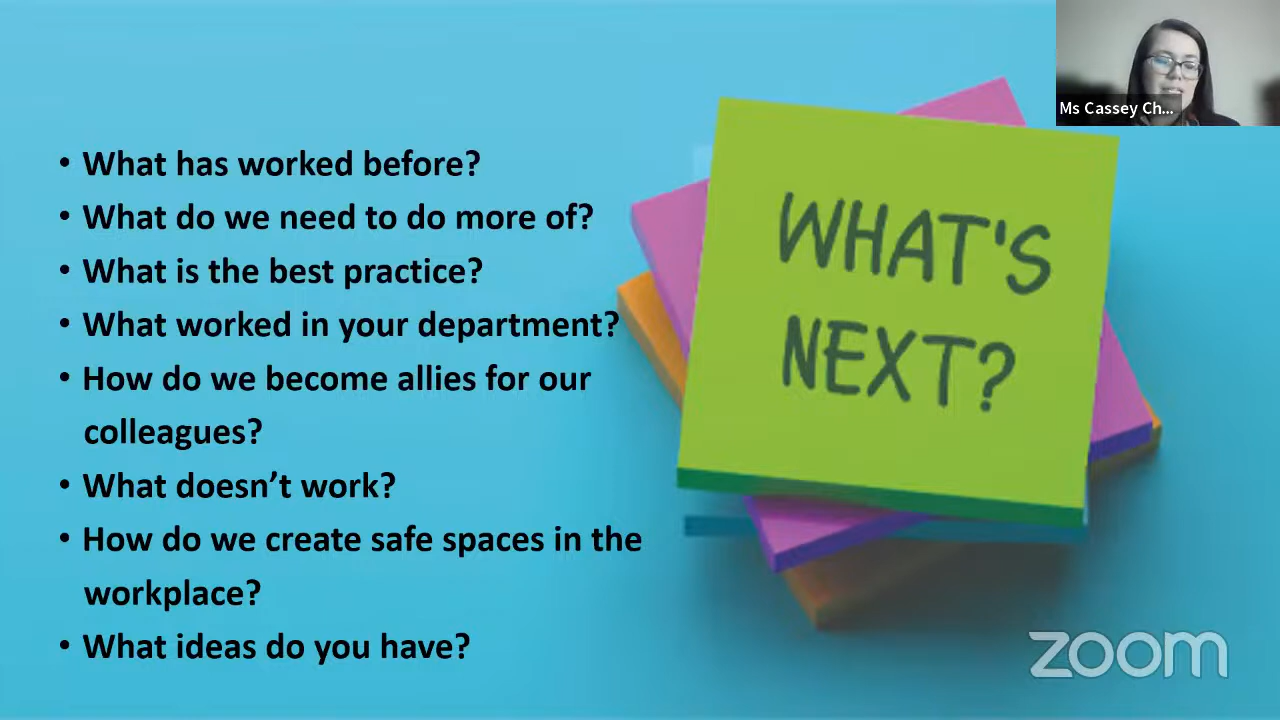 Ms Cassey Ch...
• What has worked before?
• What do we need to do more of?
• What is the best practice?
• What worked in your department?
• How do we become allies for our
colleagues?
• What doesn’t work?
• How do we create safe spaces in the
workplace?
• What ideas do you have?
WHAT'S
NEXT?
zoom